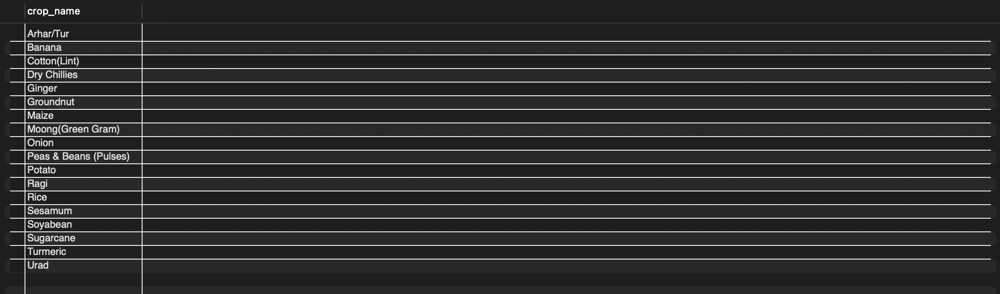 crop_name
Arhar/Tur
Banana
Cotton(Lint)
Dry Chillies
Ginger
Groundnut
Maize
Moong(Green Gram)
Onion
Peas & Beans (Pulses)
Potato
Ragi
Rice
Sesamum
Soyabean
Sugarcane
Turmeric
Urad